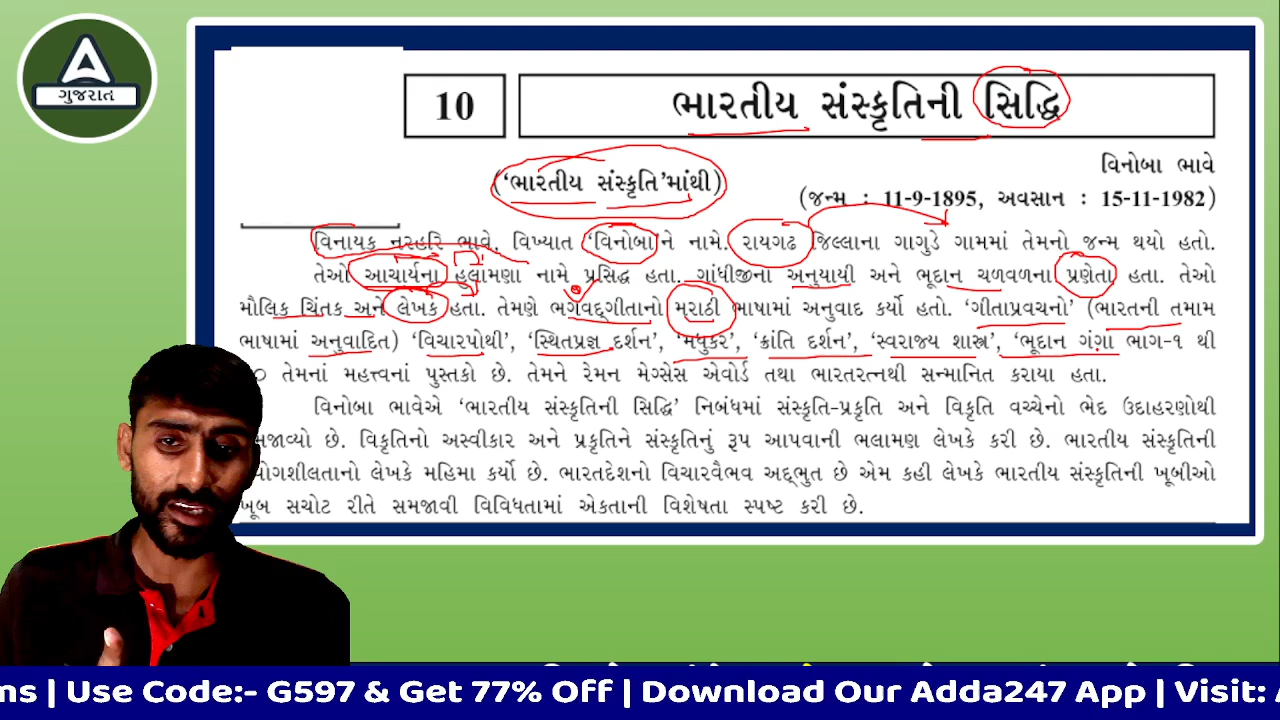 ગુજરાત
10
ભારતીય સંસ્કૃતિની સિદ્ધિ
વિનોબા ભાવે
('ભારતીય સંસ્કૃતિ'માંથી)
(જન્મ : 11-9-1895, અવસાન : 15-11-1982)
વિનાયક નરહરિ ભાવે. વિખ્યાત 'વિનોબા'ને નામે. રાયગઢ જિલ્લાના ગાગુડે ગામમાં તેમનો જન્મ થયો હતો.
તેઓ આચાર્યના હુલામણા નામે પ્રસિદ્ધ હતા. ગાંધીજીના અનુયાયી અને ભૂદાન ચળવળના પ્રણેતા હતા. તેઓ
મૌલિક ચિંતક અને લેખક હતા. તેમણે ભગવદ્ગીતાનો મરાઠી ભાષામાં અનુવાદ કર્યો હતો. 'ગીતાપ્રવચનો' (ભારતની તમામ
ભાષામાં અનુવાદિત) 'વિચારપોથી', 'સ્થિતપ્રજ્ઞ દર્શન', 'મધુકર', 'ક્રાંતિ દર્શન', 'સ્વરાજ્ય શાસ્ત્ર', 'ભૂદાન ગંગા ભાગ-૧ થી
તેમનાં મહત્ત્વનાં પુસ્તકો છે. તેમને રેમન મેગ્સેસ એવોર્ડ તથા ભારતરત્નથી સન્માનિત કરાયા હતા.
વિનોબા ભાવેએ 'ભારતીય સંસ્કૃતિની સિદ્ધિ' નિબંધમાં સંસ્કૃતિ-પ્રકૃતિ અને વિકૃતિ વચ્ચેનો ભેદ ઉદાહરણોથી
મજાવ્યો છે. વિકૃતિનો અસ્વીકાર અને પ્રકૃતિને સંસ્કૃતિનું રૂપ આપવાની ભલામણ લેખકે કરી છે. ભારતીય સંસ્કૃતિની
યોગશીલતાનો લેખકે મહિમા કર્યો છે. ભારતદેશનો વિચારવૈભવ અદ્ભુત છે એમ કહી લેખકે ભારતીય સંસ્કૃતિની ખૂબીઓ
ખૂબ સચોટ રીતે સમજાવી વિવિધતામાં એકતાની વિશેષતા સ્પષ્ટ કરી છે.
ms | Use Code:- G597 & Get 77% Off | Download Our Adda247 App | Visit: A